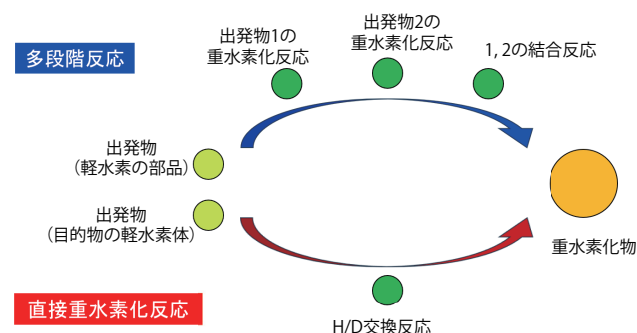 多段階反応
出発物1の
重水素化反応
出発物2の
重水素化反応
1, 2の結合反応
出発物
(軽水素の部品)
出発物
(目的物の軽水素体)
重水素化物
直接重水素化反応
H/D交換反応